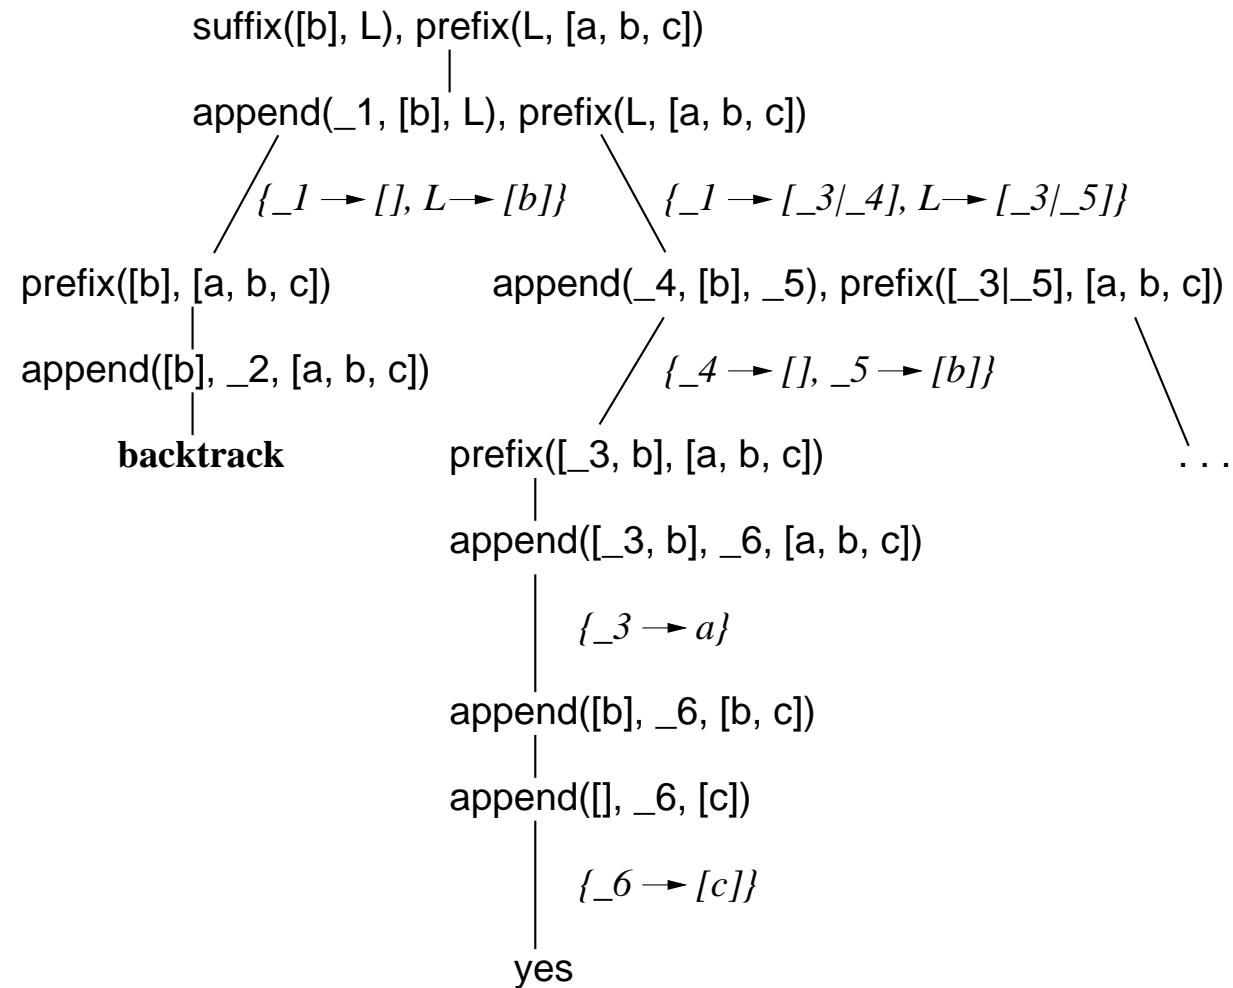 suffix([b], L), prefix(L, [a, b, c])
append(_1, [b], L), prefix(L, [a, b, c])
{_1 → [], L → [b]}
{_1 → [_3|_4], L → [_3|_5]}
prefix([b], [a, b, c])
append(_4, [b], _5), prefix([_3|_5], [a, b, c])
append([b], _2, [a, b, c])
{_4 → [], _5 → [b]}
backtrack
prefix([_3, b], [a, b, c])
. . .
append([_3, b], _6, [a, b, c])
{_3 → a}
append([b], _6, [b, c])
append([], _6, [c])
{_6 → [c]}
yes